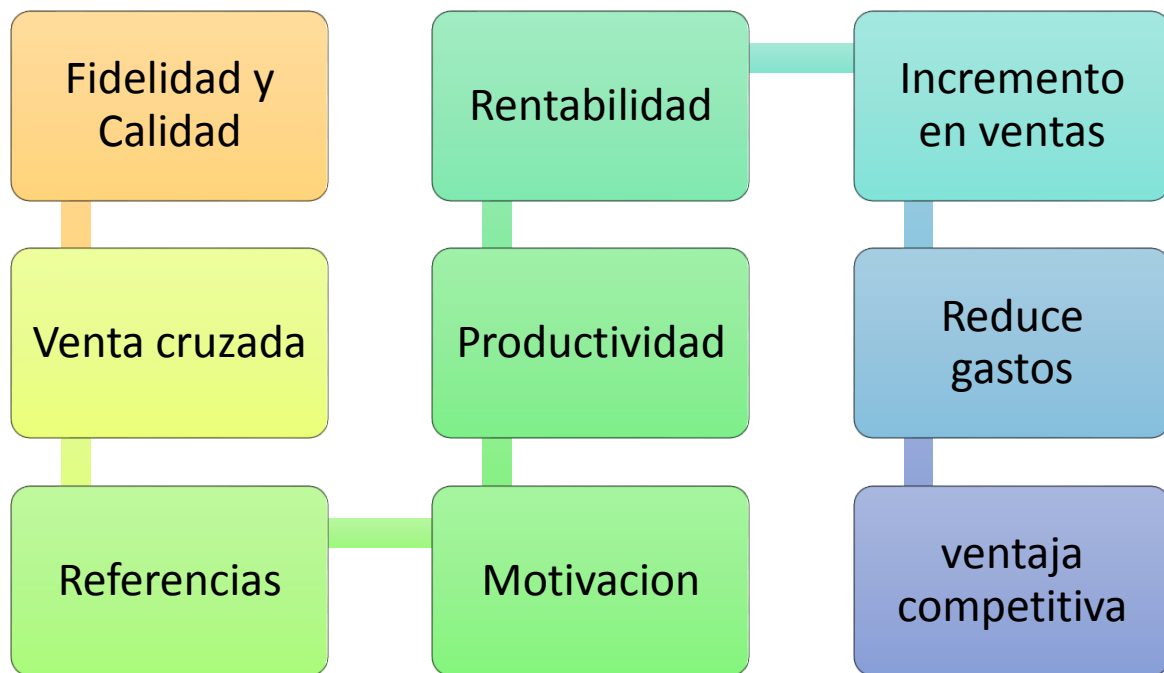 Fidelidad y
Calidad
Venta cruzada
Referencias
Motivacion
Productividad
Rentabilidad
Incremento
en ventas
Reduce
gastos
ventaja
competitiva